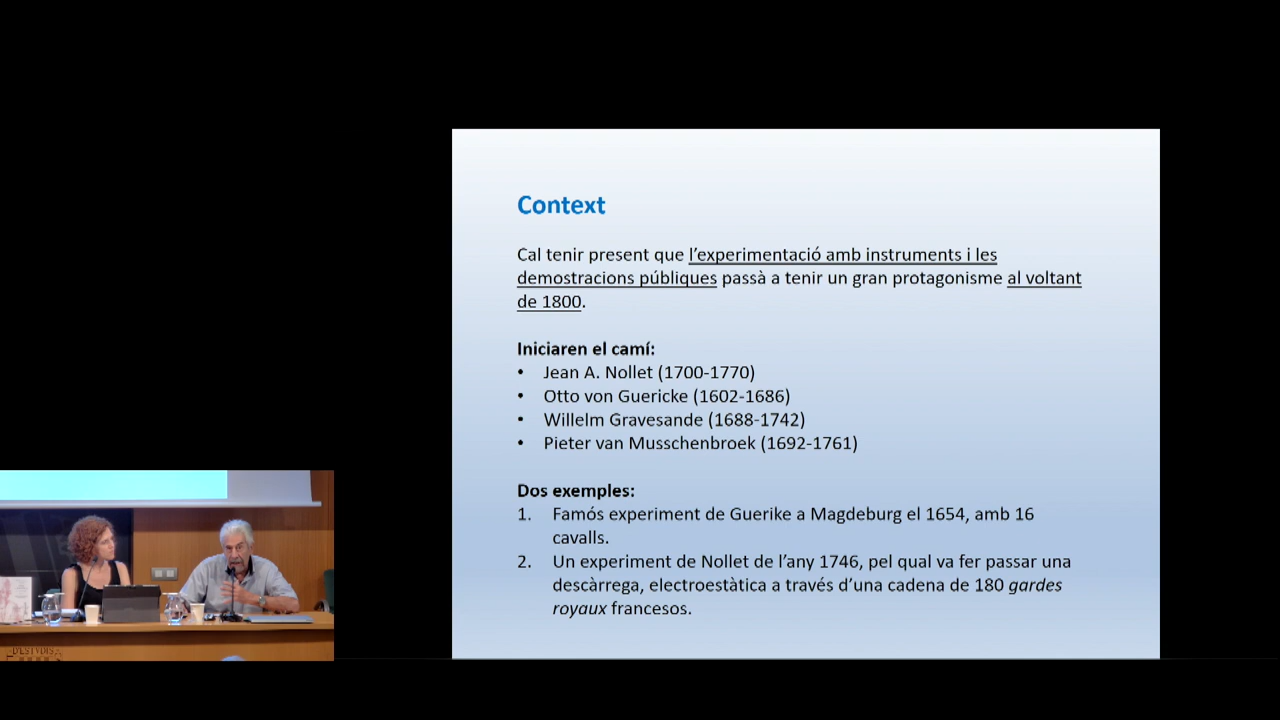 Context
Cal tenir present que l'experimentació amb instruments i les
demostracions públiques passà a tenir un gran protagonisme al voltant
de 1800.
Iniciaren el camí:
• Jean A. Nollet (1700-1770)
• Otto von Guericke (1602-1686)
• Willelm Gravesande (1688-1742)
• Pieter van Musschenbroek (1692-1761)
Dos exemples:
1. Famós experiment de Guerike a Magdeburg el 1654, amb 16
cavalls.
2. Un experiment de Nollet de l'any 1746, pel qual va fer passar una
descàrrega, electroestàtica a través d'una cadena de 180 gardes
royaux francesos.
D'ESTVDIS